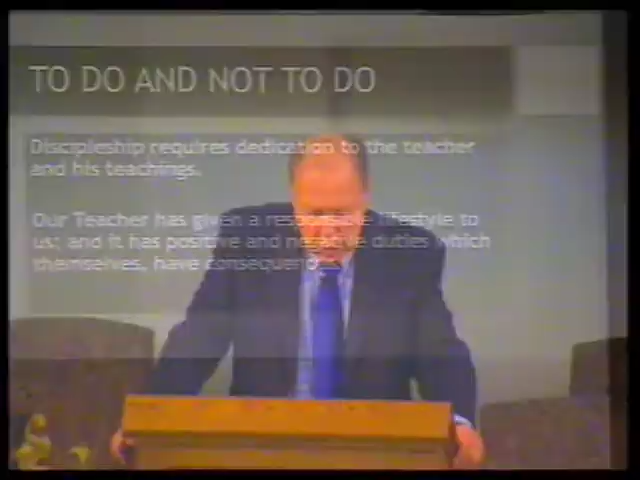 TO DO AND NOT TO DO
Discipleship requires dedication to the teacher
and his teachings.
Our Teacher has given a responsible lifestyle to
us; and it has positive and negative duties which
themselves, have consequences.